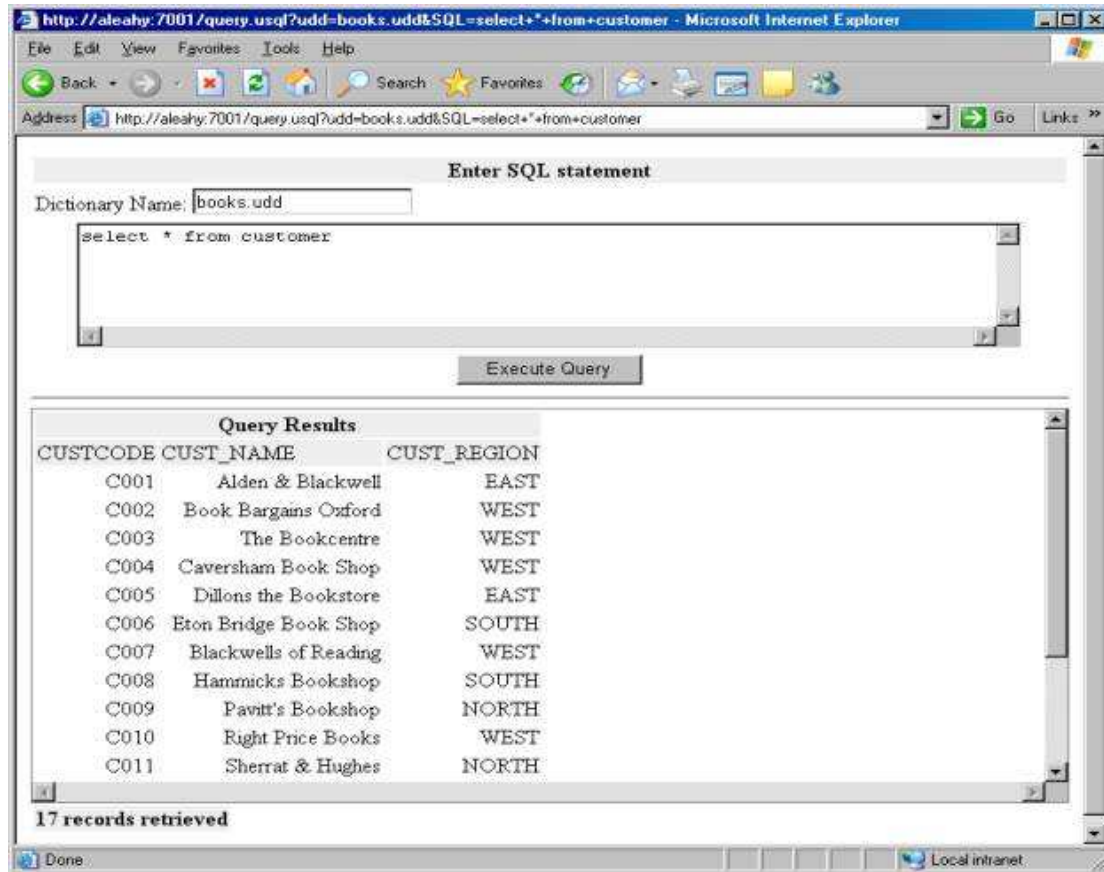 http://aleahy:7001/query.usql?udd=books.udd&SQL=select+*+from+customer - Microsoft Internet Explorer
File Edit View Favorites Tools Help
Back Search Favorites
Address http://aleahy:7001/query.usql?udd=books.udd&SQL=select+*+from+customer Go Links »
Enter SQL statement
Dictionary Name: books.udd
select * from customer
Execute Query
Query Results
CUSTCODE CUST_NAME CUST_REGION
C001 Alden & Blackwell EAST
C002 Book Bargains Oxford WEST
C003 The Bookcentre WEST
C004 Caversham Book Shop WEST
C005 Dillons the Bookstore EAST
C006 Eton Bridge Book Shop SOUTH
C007 Blackwells of Reading WEST
C008 Hammicks Bookshop SOUTH
C009 Pavitt's Bookshop NORTH
C010 Right Price Books WEST
C011 Sherrat & Hughes NORTH
17 records retrieved
Done Local intranet